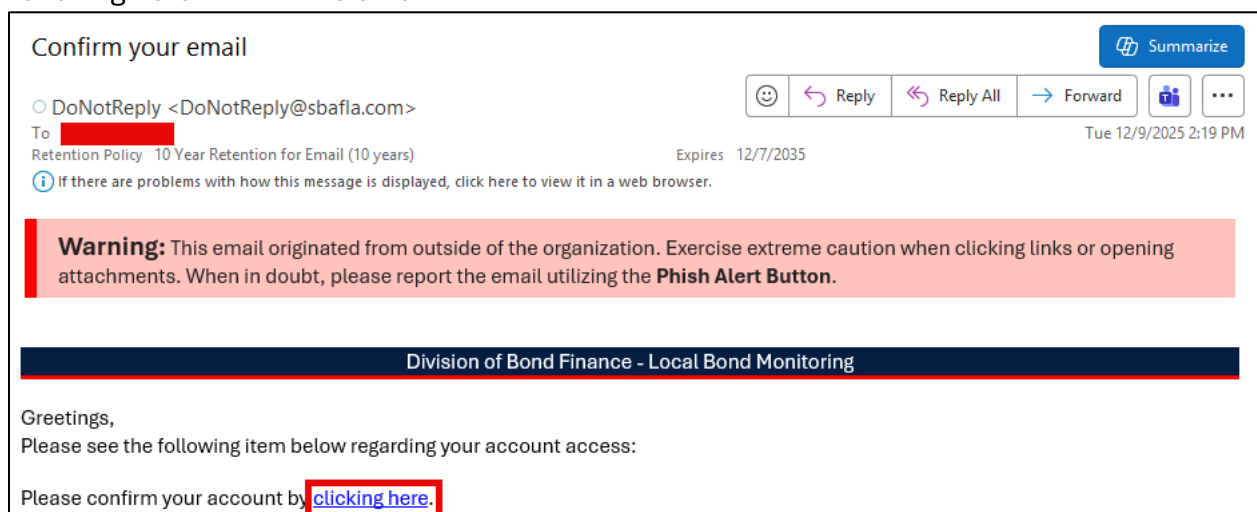 Confirm your email
Summarize
DoNotReply <DoNotReply@sbafla.com>
Reply
Reply All
Forward
To
Tue 12/9/2025 2:19 PM
Retention Policy 10 Year Retention for Email (10 years)
Expires 12/7/2035
If there are problems with how this message is displayed, click here to view it in a web browser.
Warning: This email originated from outside of the organization. Exercise extreme caution when clicking links or opening
attachments. When in doubt, please report the email utilizing the Phish Alert Button.
Division of Bond Finance - Local Bond Monitoring
Greetings,
Please see the following item below regarding your account access:
Please confirm your account by clicking here.